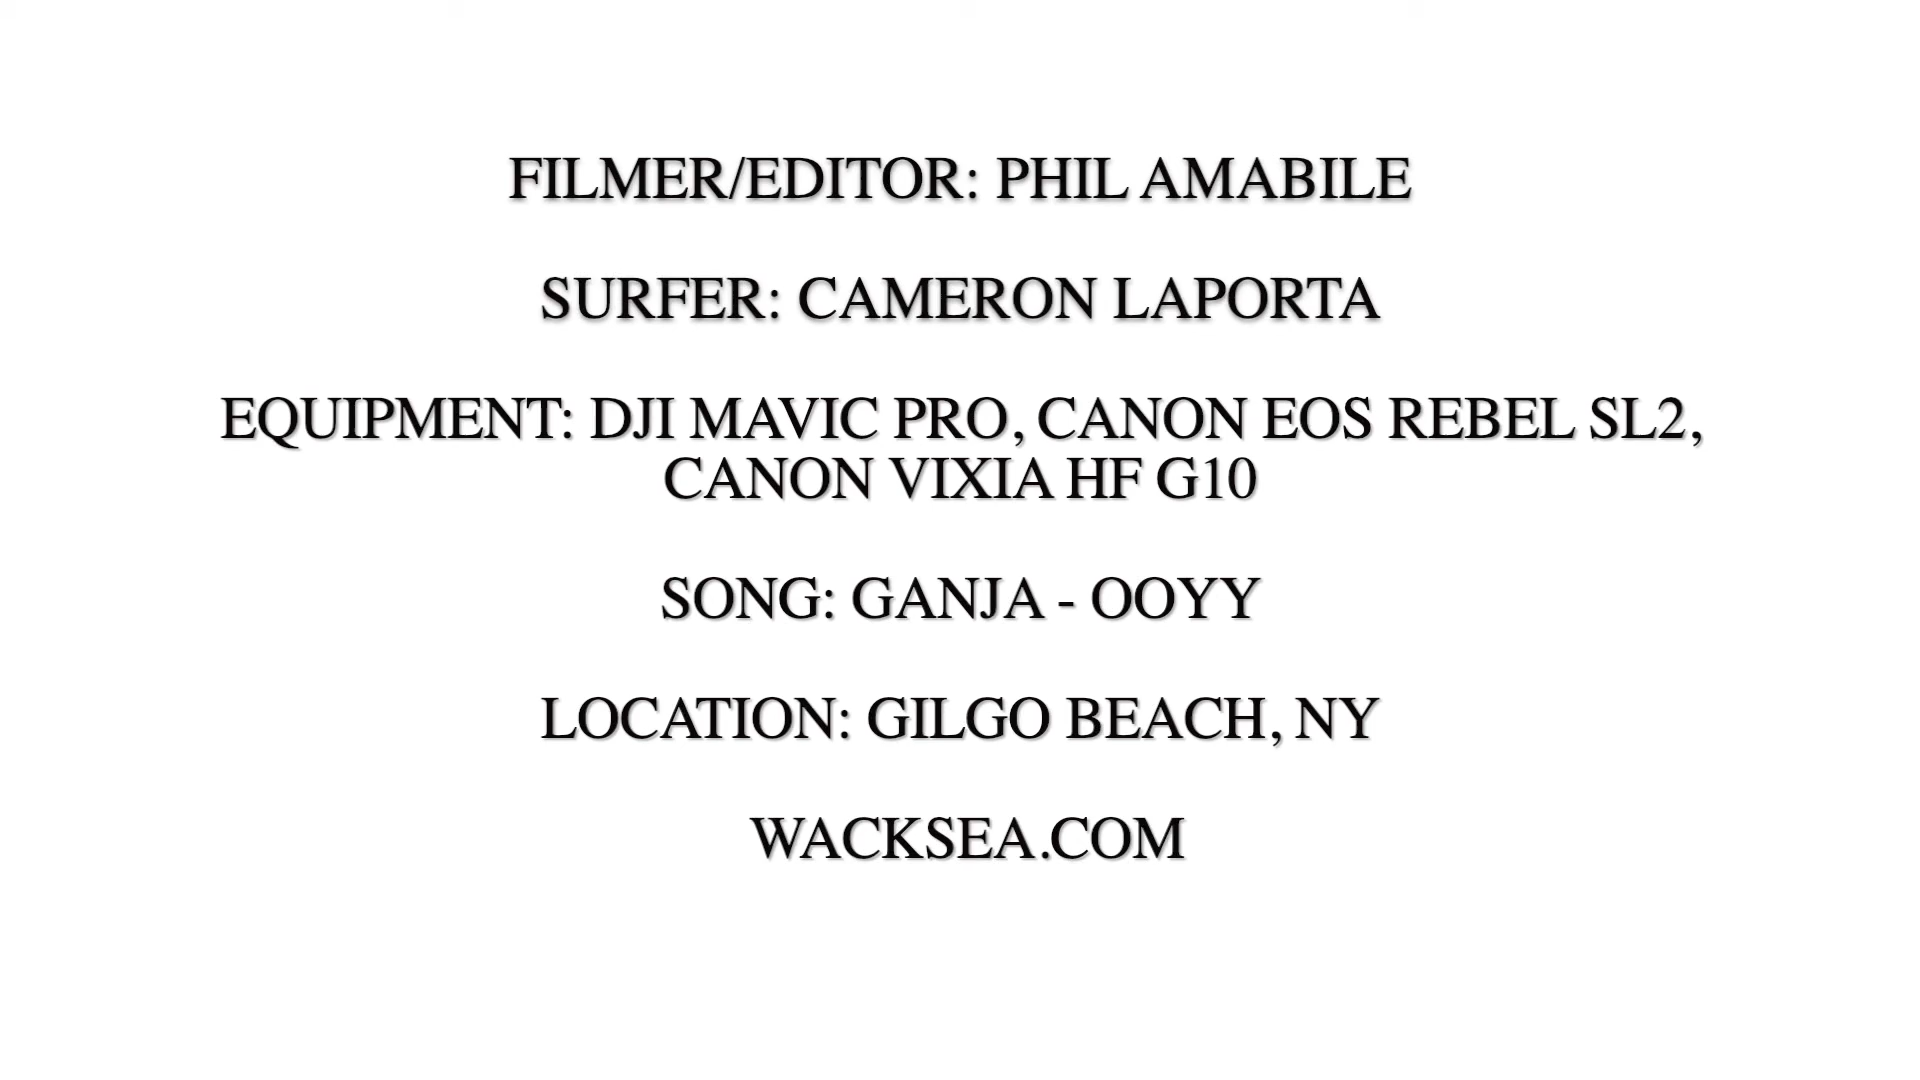 FILMER/EDITOR: PHIL AMABILE
SURFER: CAMERON LAPORTA
EQUIPMENT: DJI MAVIC PRO, CANON EOS REBEL SL2,
CANON VIXIA HF G10
SONG: GANJA - OOYY
LOCATION: GILGO BEACH, NY
WACKSEA.COM